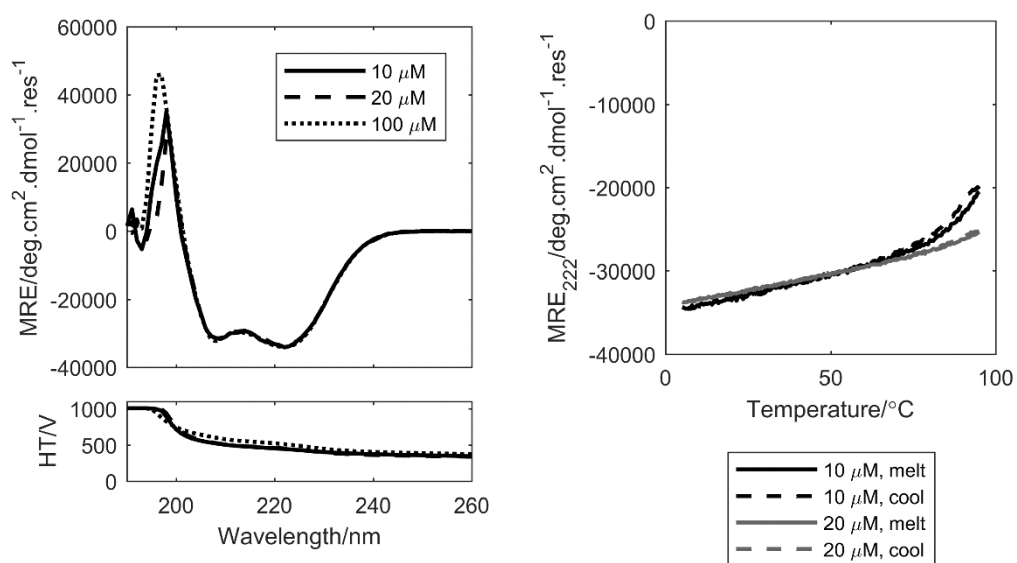 60000
40000
20000
0
-20000
-40000
MRE/deg.cm².dmol⁻¹.res⁻¹
10 μM
20 μM
100 μM
1000
500
0
HT/V
200
220
240
260
Wavelength/nm
0
-10000
-20000
-30000
-40000
MRE₂₂₂/deg.cm².dmol⁻¹.res⁻¹
0
50
100
Temperature/°C
10 μM, melt
10 μM, cool
20 μM, melt
20 μM, cool